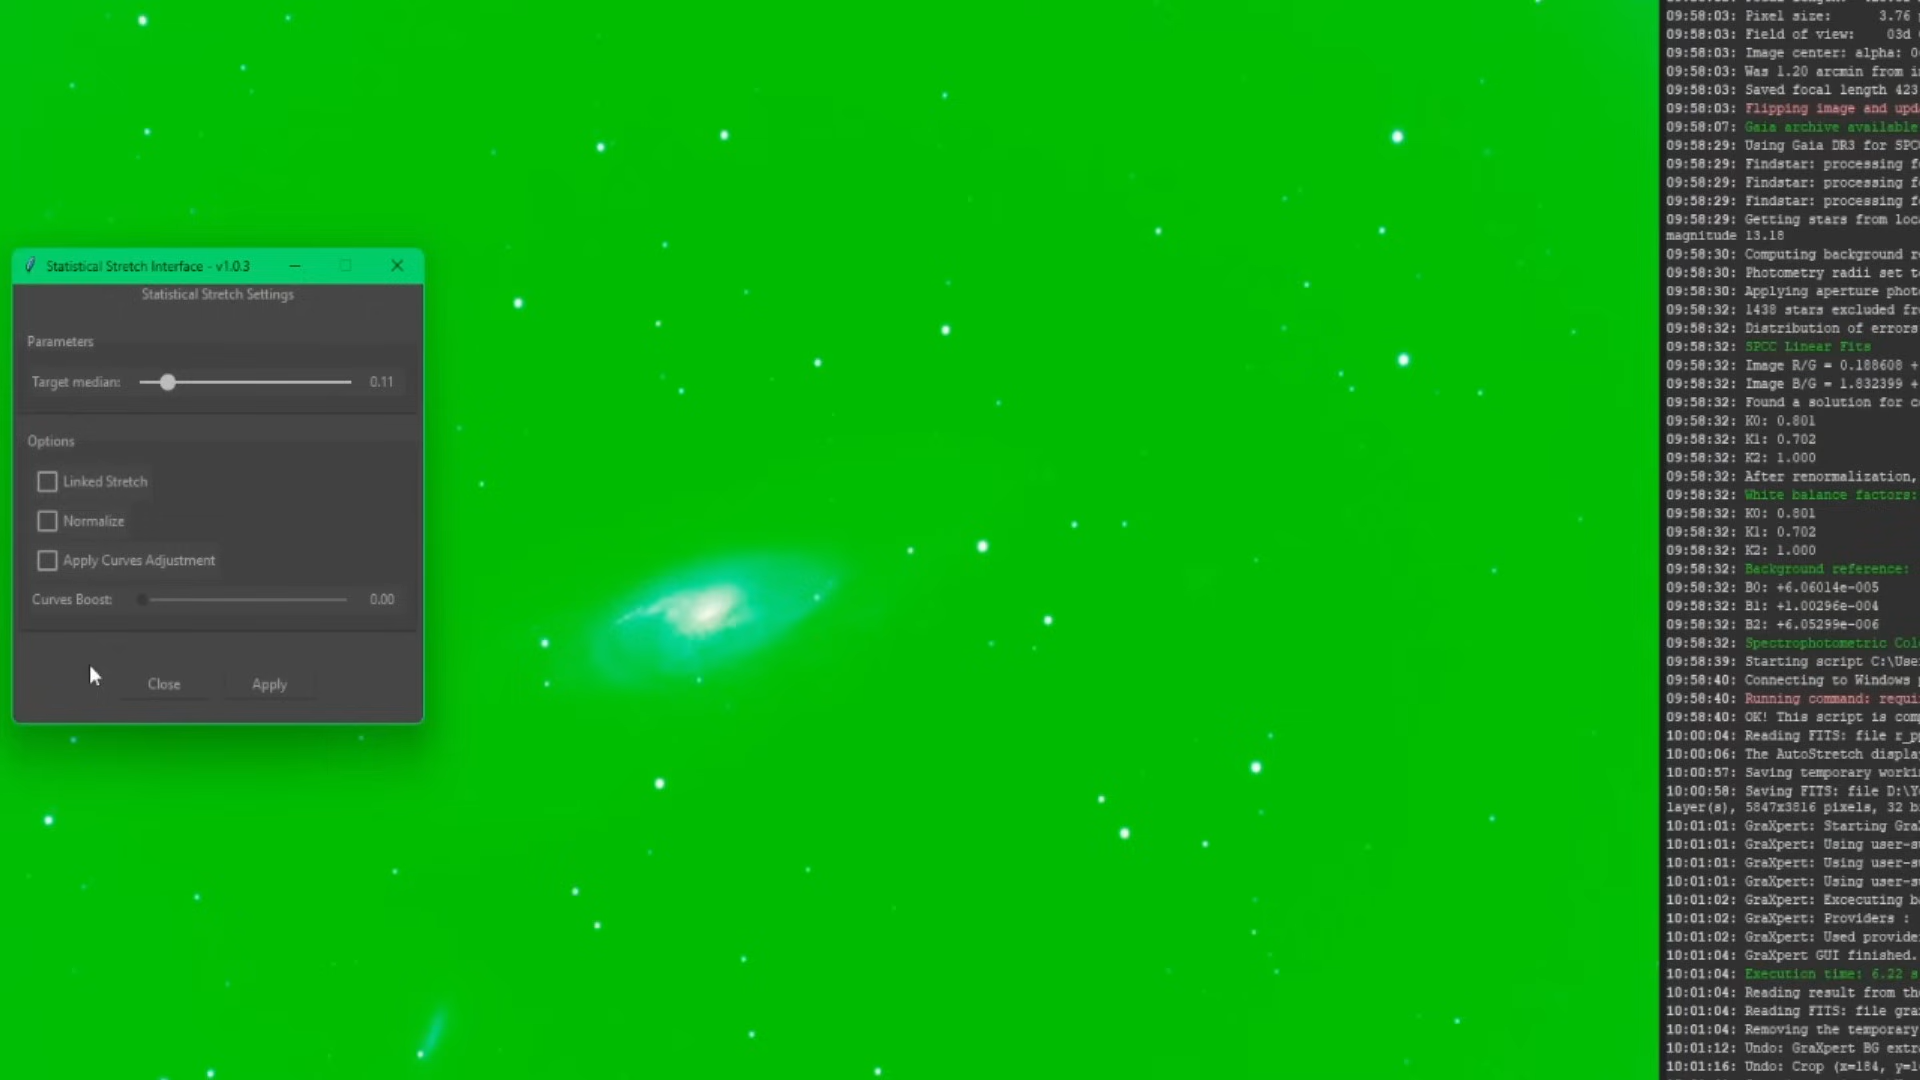 Statistical Stretch Interface - v1.0.3
Statistical Stretch Settings
Parameters
Target median: 0.11
Options
Linked Stretch
Normalize
Apply Curves Adjustment
Curves Boost: 0.00
Close Apply
09:58:03: Pixel size: 3.76
09:58:03: Field of view: 03d
09:58:03: Image center: alpha: 0
09:58:03: Was 1.20 arcmin from
09:58:03: Saved focal length 423
09:58:03: Flipping image and
09:58:07: Gaia archive available
09:58:29: Using Gaia DR3 for
09:58:29: Findstar: processing
09:58:29: Findstar: processing
09:58:29: Findstar: processing
09:58:29: Getting stars from
magnitude 13.18
09:58:30: Computing background
09:58:30: Photometry radii set
09:58:30: Applying aperture
09:58:32: 1438 stars excluded
09:58:32: Distribution of errors
09:58:32: SPCC Linear Fits
09:58:32: Image R/G = 0.188608 +
09:58:32: Image B/G = 1.832399 +
09:58:32: Found a solution for
09:58:32: K0: 0.801
09:58:32: K1: 0.702
09:58:32: K2: 1.000
09:58:32: After renormalization,
09:58:32: White balance factors:
09:58:32: K0: 0.801
09:58:32: K1: 0.702
09:58:32: K2: 1.000
09:58:32: Background reference:
09:58:32: B0: +6.06014e-005
09:58:32: B1: +1.00296e-004
09:58:32: B2: +6.05299e-006
09:58:32: Spectrophotometric
09:58:39: Starting script
09:58:40: Connecting to Windows
09:58:40: Running command:
09:58:40: OK! This script is
10:00:04: Reading FITS: file
10:00:06: The AutoStretch
10:00:57: Saving temporary
10:00:58: Saving FITS: file
layer(s), 5847x3816 pixels, 32
10:01:01: GraXpert: Starting
10:01:01: GraXpert: Using
10:01:01: GraXpert: Using
10:01:01: GraXpert: Using
10:01:02: GraXpert: Excecuting
10:01:02: GraXpert: Providers :
10:01:02: GraXpert: Used
10:01:04: GraXpert GUI finished.
10:01:04: Execution time: 6.22
10:01:04: Reading result from
10:01:04: Reading FITS: file
10:01:04: Removing the temporary
10:01:12: Undo: GraXpert BG
10:01:16: Undo: Crop (x=184,